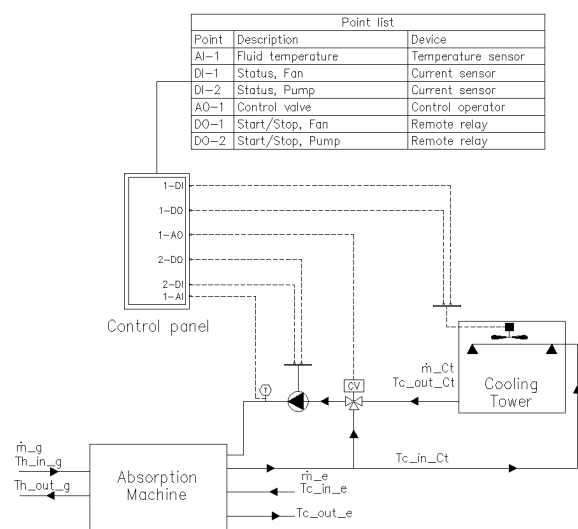 Point list
Point Description Device
AI-1 Fluid temperature Temperature sensor
DI-1 Status, Fan Current sensor
DI-2 Status, Pump Current sensor
AO-1 Control valve Control operator
DO-1 Start/Stop, Fan Remote relay
DO-2 Start/Stop, Pump Remote relay
1-DI
1-DO
1-AO
2-DO
2-DI
1-AI
Control panel
T
CV
ṁ_Ct
Tc_out_Ct
Cooling
Tower
ṁ_g
Th_in_g
Th_out_g
Absorption
Machine
Tc_in_Ct
ṁ_e
Tc_in_e
Tc_out_e